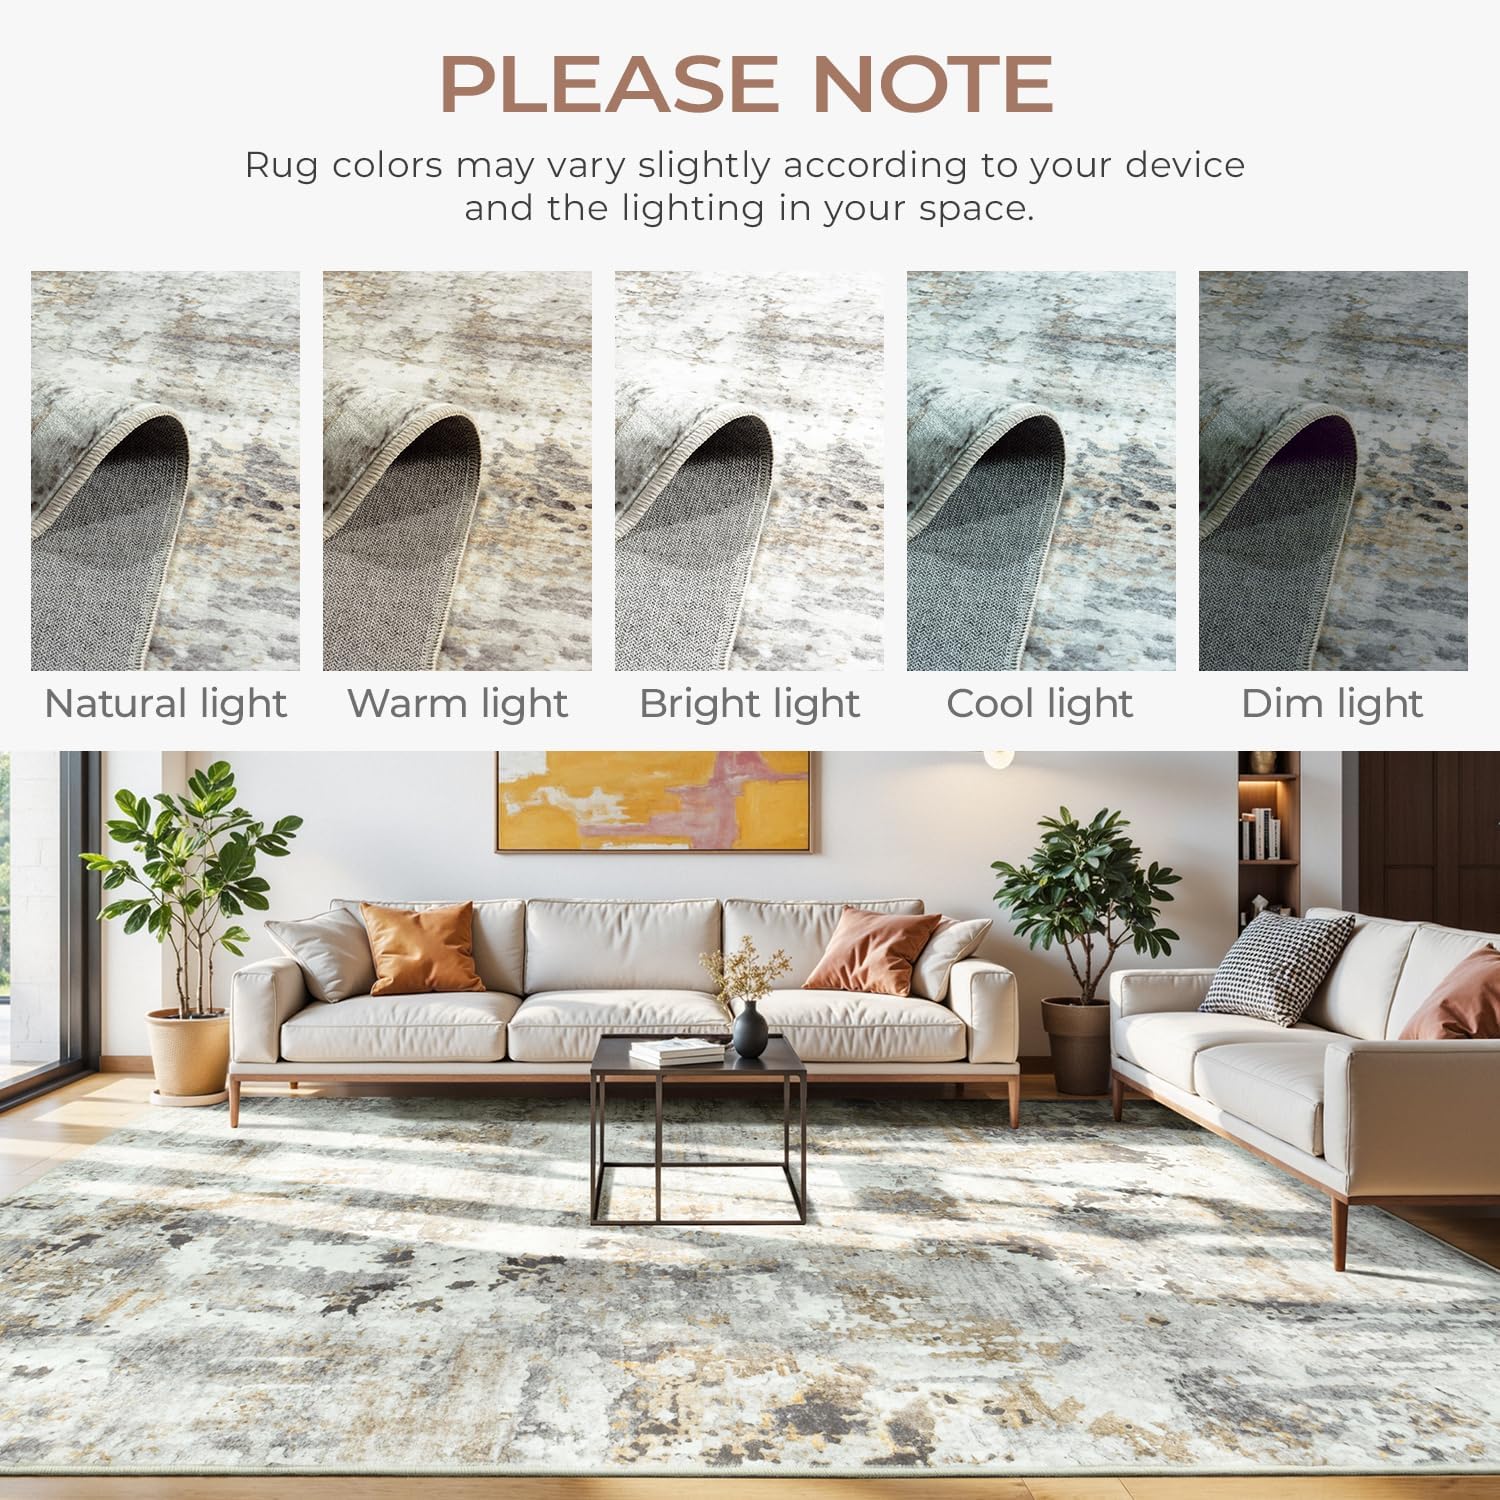 PLEASE NOTE
Rug colors may vary slightly according to your device
and the lighting in your space.
Natural light
Warm light
Bright light
Cool light
Dim light